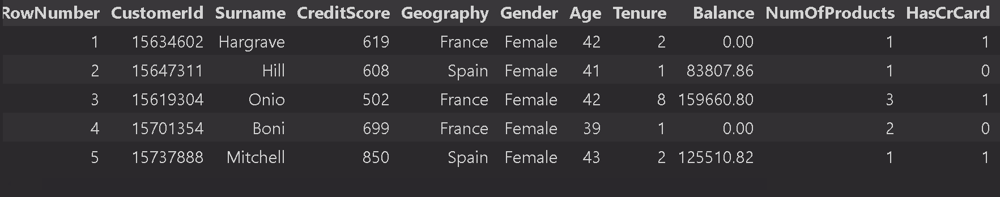 RowNumber CustomerId Surname CreditScore Geography Gender Age Tenure Balance NumOfProducts HasCrCard
1 15634602 Hargrave 619 France Female 42 2 0.00 1 1
2 15647311 Hill 608 Spain Female 41 1 83807.86 1 0
3 15619304 Onio 502 France Female 42 8 159660.80 3 1
4 15701354 Boni 699 France Female 39 1 0.00 2 0
5 15737888 Mitchell 850 Spain Female 43 2 125510.82 1 1